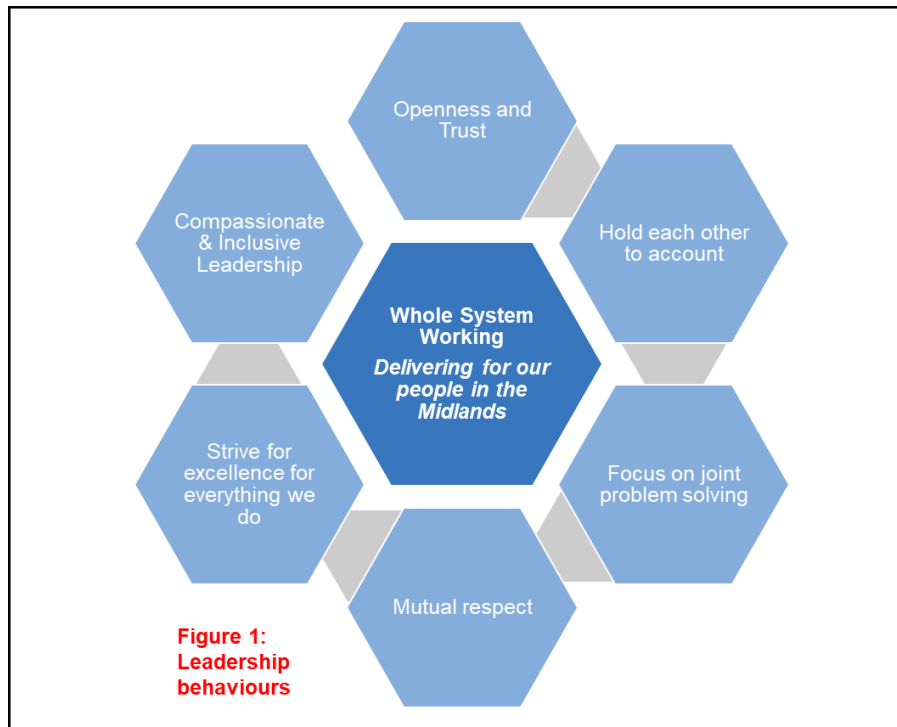 Openness and
Trust
Compassionate
& Inclusive
Leadership
Hold each other
to account
Whole System
Working
Delivering for our
people in the
Midlands
Strive for
excellence for
everything we
do
Focus on joint
problem solving
Mutual respect
Figure 1:
Leadership
behaviours